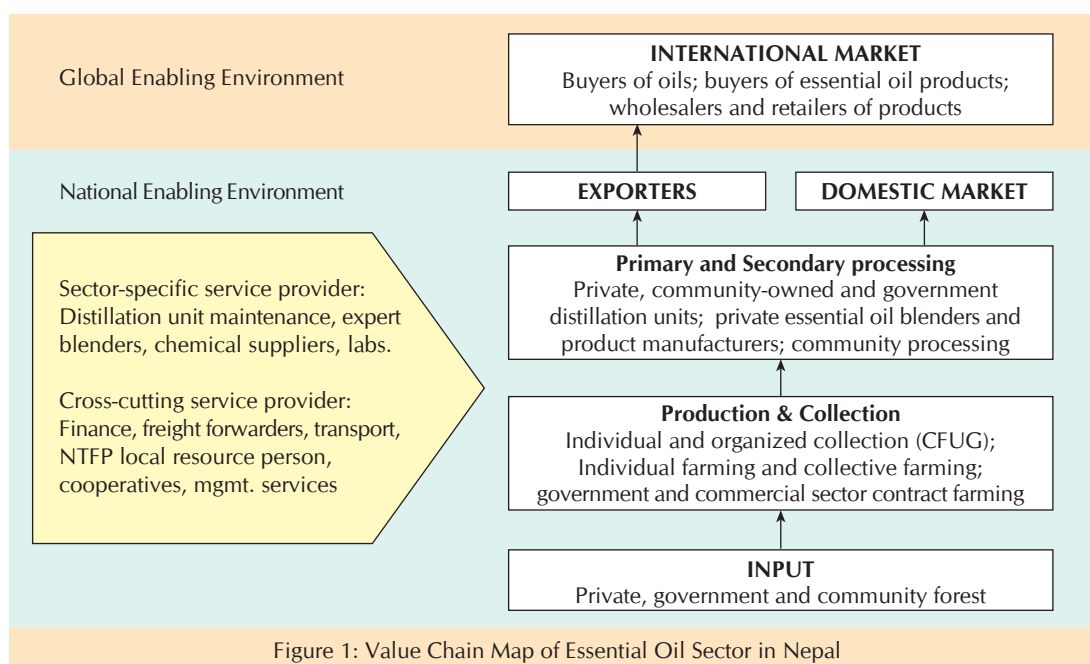 Global Enabling Environment
INTERNATIONAL MARKET
Buyers of oils; buyers of essential oil products;
wholesalers and retailers of products
National Enabling Environment
EXPORTERS
DOMESTIC MARKET
Sector-specific service provider:
Distillation unit maintenance, expert
blenders, chemical suppliers, labs.
Cross-cutting service provider:
Finance, freight forwarders, transport,
NTFP local resource person,
cooperatives, mgmt. services
Primary and Secondary processing
Private, community-owned and government
distillation units; private essential oil blenders and
product manufacturers; community processing
Production & Collection
Individual and organized collection (CFUG);
Individual farming and collective farming;
government and commercial sector contract farming
INPUT
Private, government and community forest
Figure 1: Value Chain Map of Essential Oil Sector in Nepal